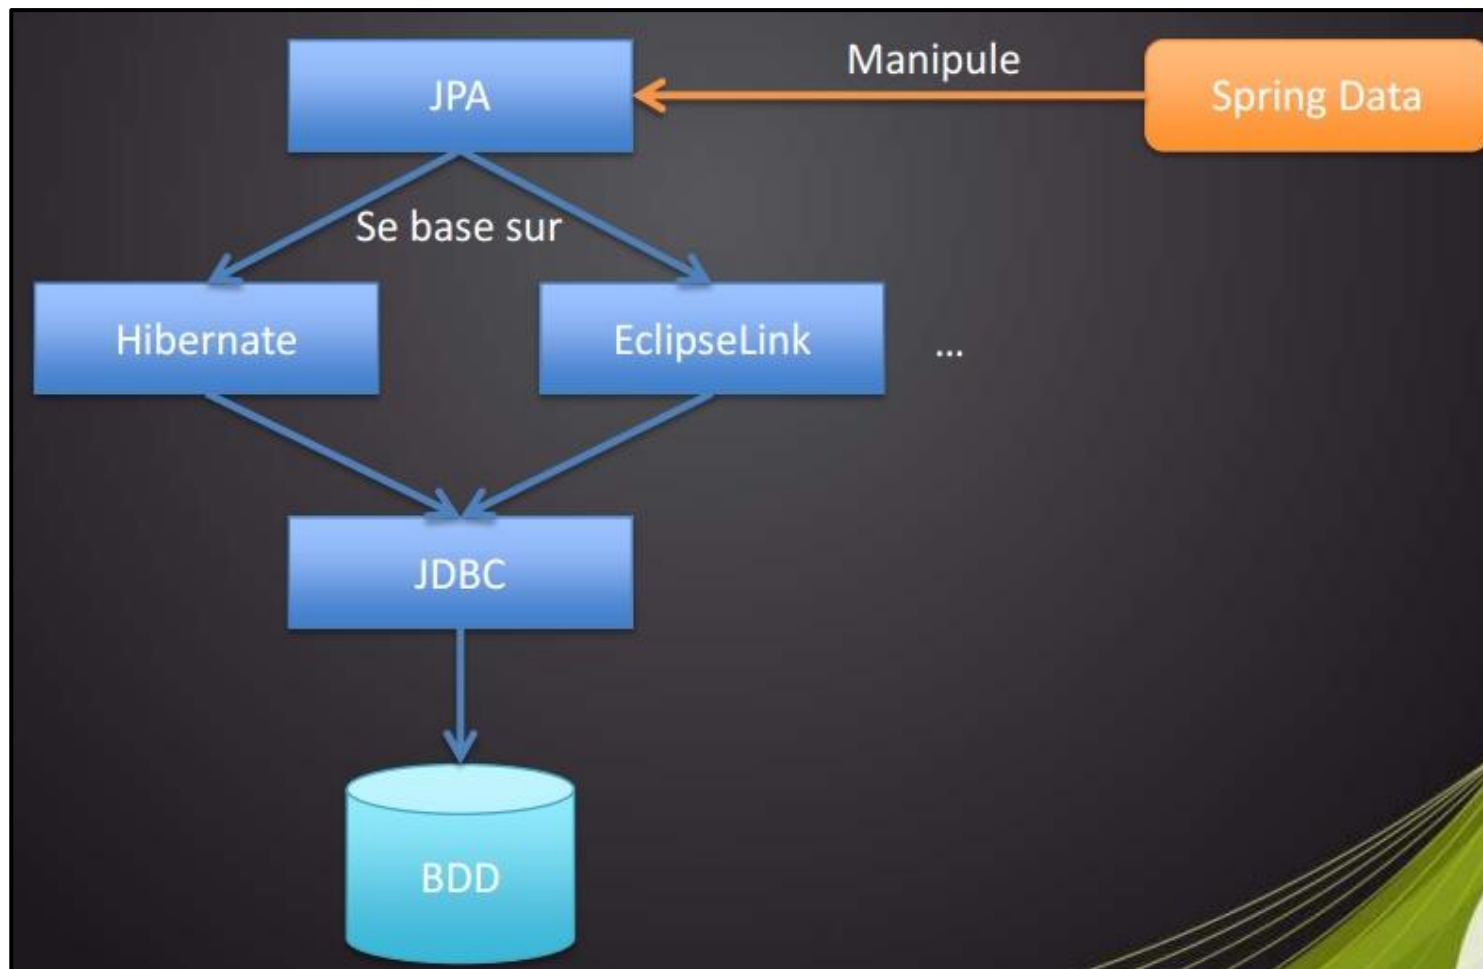 Manipule
JPA
Spring Data
Se base sur
Hibernate
EclipseLink
...
JDBC
BDD